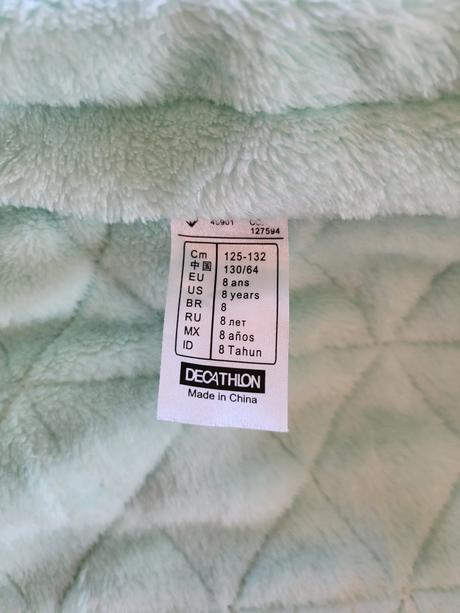 127594
Cm 125-132
中国 130/64
EU 8 ans
US 8 years
BR 8
RU 8 лет
MX 8 años
ID 8 Tahun
DECATHLON
Made in China